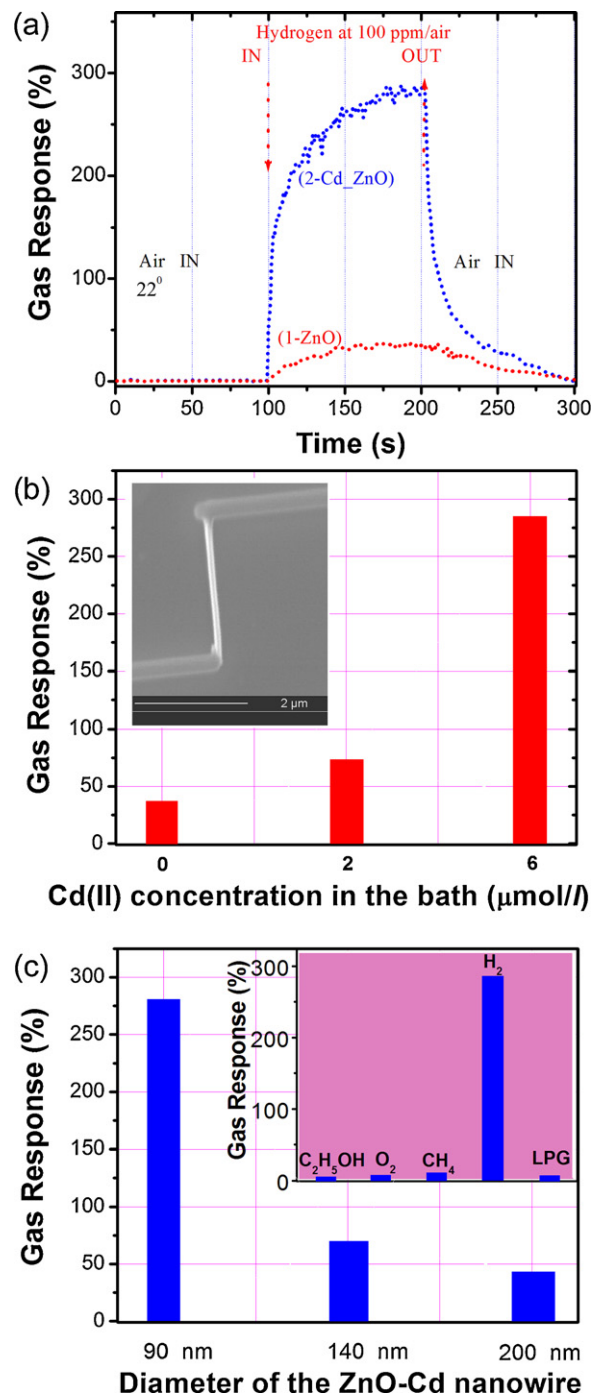 (a)
Hydrogen at 100 ppm/air
IN OUT
300
200
100
0
Gas Response (%)
(2-Cd_ZnO)
Air IN
22⁰
Air IN
(1-ZnO)
0 50 100 150 200 250 300
Time (s)
(b)
300
250
200
150
100
50
0
Gas Response (%)
2 µm
0 2 6
Cd(II) concentration in the bath (µmol/l)
(c)
300
250
200
150
100
50
0
Gas Response (%)
300
200
100
0
Gas Response (%)
H₂
C₂H₅OH O₂ CH₄ LPG
90 nm 140 nm 200 nm
Diameter of the ZnO-Cd nanowire